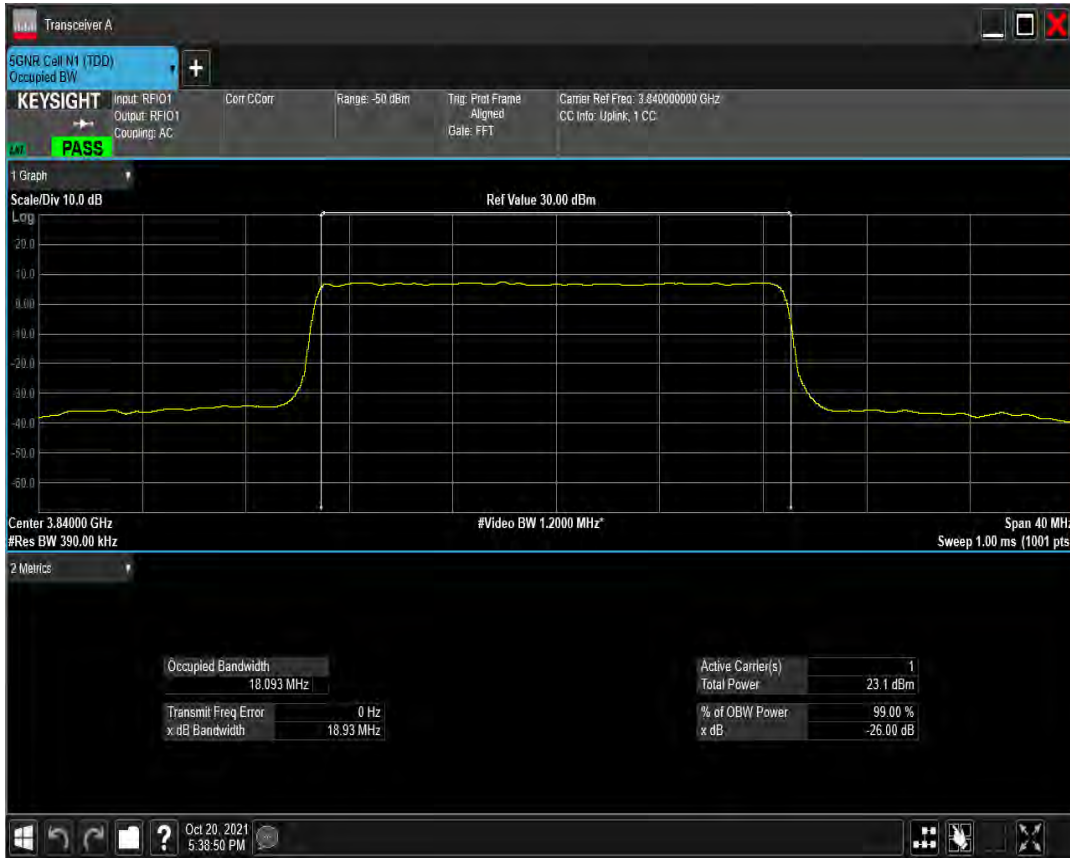 Transceiver A
5GNR Cell N1 (TDD)
Occupied BW
+
KEYSIGHT
Input: RFIO1
Output: RFIO1
Coupling: AC
Corr CCorr
Range: -50 dBm
Trig: Prot Frame
Aligned
Gate: FFT
Carrier Ref Freq: 3.840000000 GHz
CC Info: Uplink, 1 CC
PASS
1 Graph
Scale/Div 10.0 dB
Ref Value 30.00 dBm
Log
20.0
10.0
0.00
-10.0
-20.0
-30.0
-40.0
-50.0
-60.0
Center 3.84000 GHz
#Video BW 1.2000 MHz*
Span 40 MHz
#Res BW 390.00 kHz
Sweep 1.00 ms (1001 pts
2 Metrics
Occupied Bandwidth
18.093 MHz
Transmit Freq Error 0 Hz
x dB Bandwidth 18.93 MHz
Active Carrier(s) 1
Total Power 23.1 dBm
% of OBW Power 99.00 %
x dB -26.00 dB
?
Oct 20, 2021
5:38:50 PM